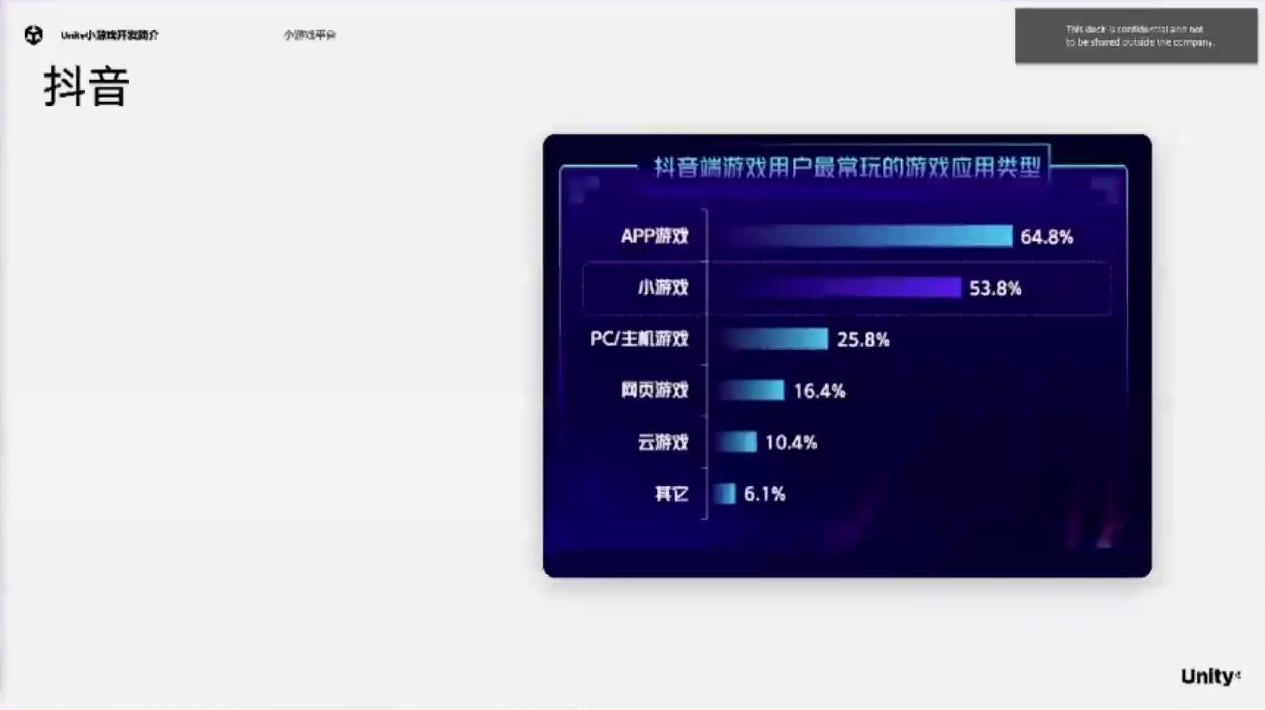 Unity小游戏开发简介
小游戏平台
This deck is confidential and not
to be shared outside the company.
抖音
抖音端游戏用户最常玩的游戏应用类型
APP游戏 64.8%
小游戏 53.8%
PC/主机游戏 25.8%
网页游戏 16.4%
云游戏 10.4%
其它 6.1%
Unity